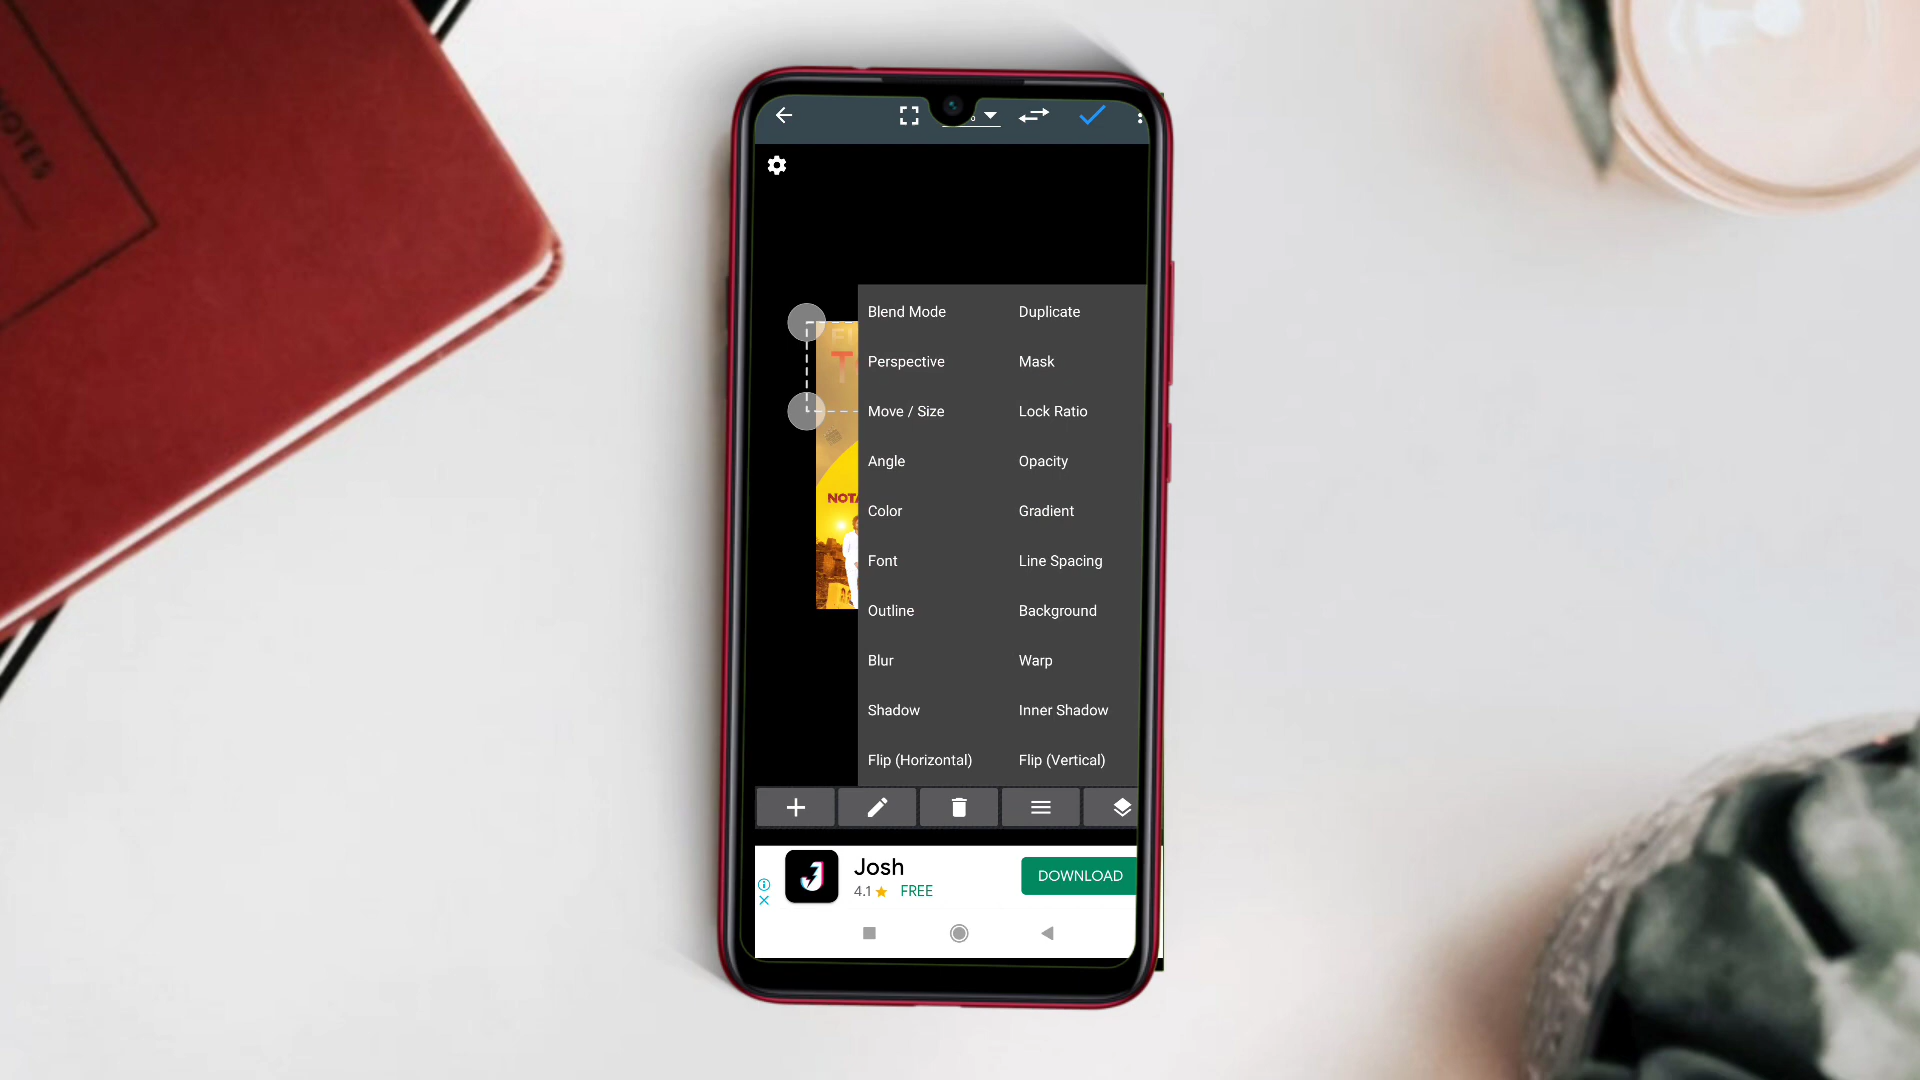 NOTES
T
NOTA
Blend Mode Duplicate
Perspective Mask
Move / Size Lock Ratio
Angle Opacity
Color Gradient
Font Line Spacing
Outline Background
Blur Warp
Shadow Inner Shadow
Flip (Horizontal) Flip (Vertical)
Josh
4.1★ FREE
DOWNLOAD